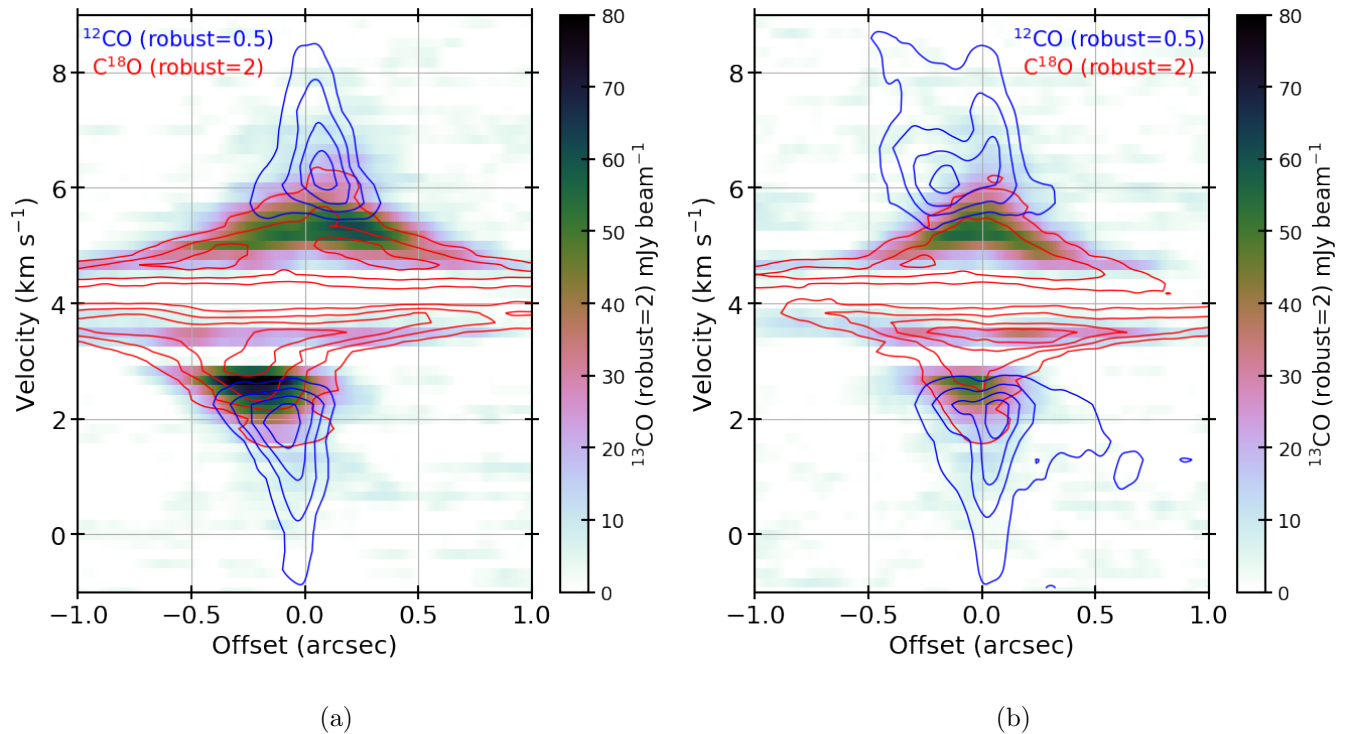 ¹²CO (robust=0.5)
C¹⁸O (robust=2)
8
6
4
2
0
Velocity (km s⁻¹)
−1.0 −0.5 0.0 0.5 1.0
Offset (arcsec)
80
70
60
50
40
30
20
10
0
¹³CO (robust=2) mJy beam⁻¹
(a)
¹²CO (robust=0.5)
C¹⁸O (robust=2)
8
6
4
2
0
Velocity (km s⁻¹)
−1.0 −0.5 0.0 0.5 1.0
Offset (arcsec)
80
70
60
50
40
30
20
10
0
¹³CO (robust=2) mJy beam⁻¹
(b)